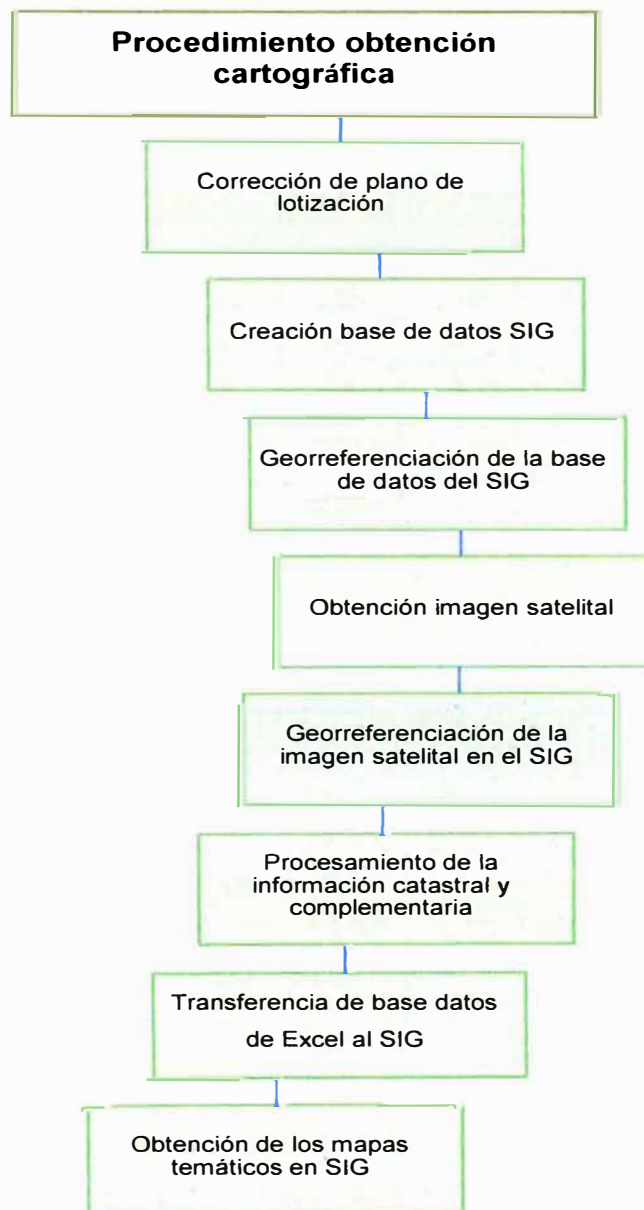 Procedimiento obtención
cartográfica
Corrección de plano de
lotización
Creación base de datos SIG
Georreferenciación de la base
de datos del SIG
Obtención imagen satelital
Georreferenciación de la
imagen satelital en el SIG
Procesamiento de la
información catastral y
complementaria
Transferencia de base datos
de Excel al SIG
Obtención de los mapas
temáticos en SIG